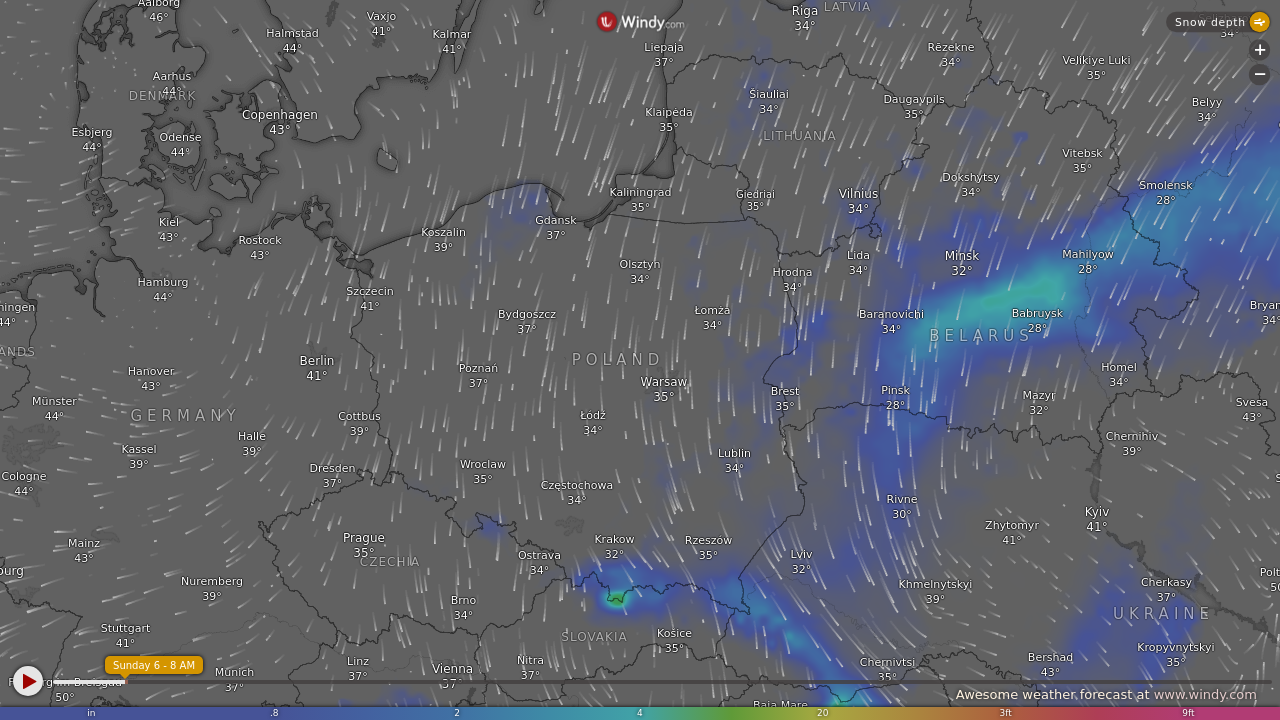 Aalborg
46°
Vaxjo
41°
Riga
34°
LATVIA
Windy.com
Snow depth
34°
Halmstad
44°
Kalmar
41°
Liepaja
37°
Rēzekne
34°
Velikiye Luki
35°
+
−
Aarhus
44°
DENMARK
Šiauliai
34°
Daugavpils
35°
Belyy
34°
Copenhagen
43°
Klaipėda
35°
Esbjerg
44°
Odense
44°
LITHUANIA
Vitebsk
35°
Dokshytsy
34°
Smolensk
28°
Kaliningrad
35°
Giedriai
35°
Vilnius
34°
Kiel
43°
Gdansk
37°
Koszalin
39°
Rostock
43°
Lida
34°
Minsk
32°
Mahilyow
28°
Olsztyn
34°
Hrodna
34°
Hamburg
44°
Szczecin
41°
ningen
44°
Bydgoszcz
37°
Łomża
34°
Baranovichi
34°
Babruysk
28°
Bryan
34°
BELARUS
ANDS
POLAND
Berlin
41°
Hanover
43°
Poznań
37°
Warsaw
35°
Homel
34°
Brest
35°
Pinsk
28°
Mazyr
32°
Münster
44°
Svesa
43°
GERMANY
Cottbus
39°
Łódź
34°
Halle
39°
Chernihiv
39°
Kassel
39°
Lublin
34°
Dresden
37°
Wroclaw
35°
Cologne
44°
Częstochowa
34°
Rivne
30°
Kyiv
41°
Zhytomyr
41°
Prague
35°
Krakow
32°
Rzeszów
35°
Mainz
43°
Ostrava
34°
Lviv
32°
CZECHIA
burg
Nuremberg
39°
Khmelnytskyi
39°
Cherkasy
37°
Polt
50
Brno
34°
UKRAINE
Stuttgart
41°
SLOVAKIA
Košice
35°
Kropyvnytskyi
35°
Sunday 6 - 8 AM
Linz
37°
Nitra
37°
Chernivtsi
35°
Bershad
43°
Munich
37°
Vienna
37°
50°
Baia Mare
Awesome weather forecast at www.windy.com
in .8 2 4 20 3ft 9ft